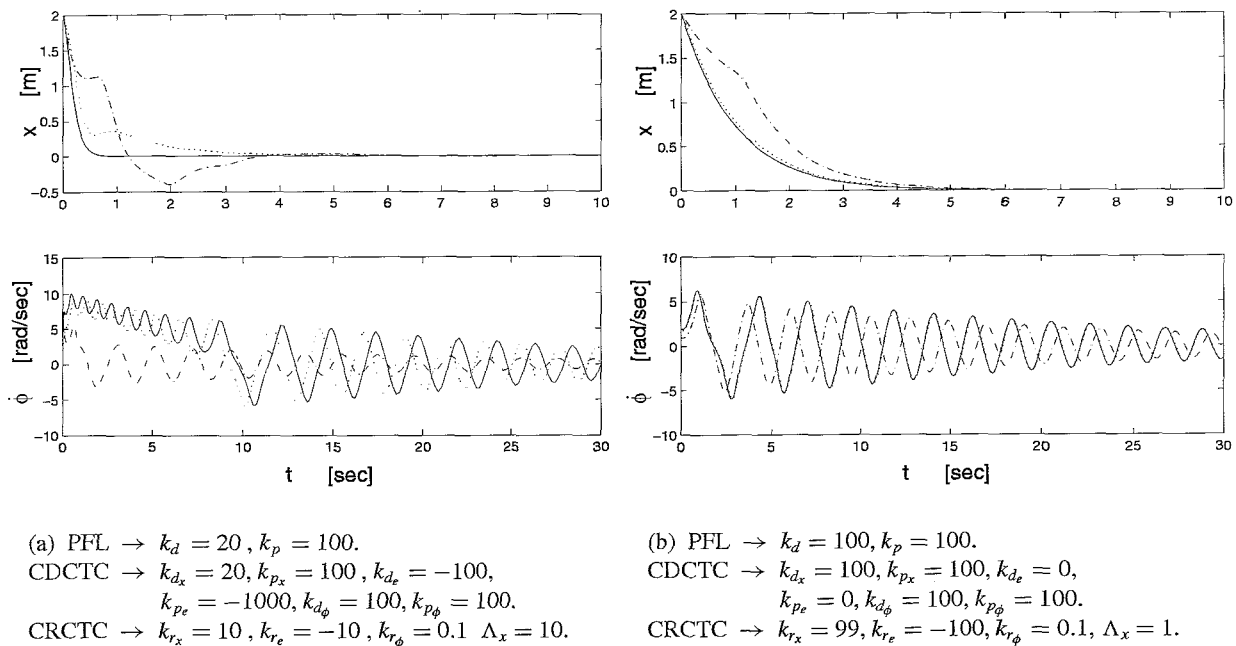 2
1.5
1
0.5
0
−0.5
x [m]
0 1 2 3 4 5 6 7 8 9 10
2
1.5
1
0.5
0
x [m]
0 1 2 3 4 5 6 7 8 9 10
15
10
5
0
−5
−10
ϕ̇ [rad/sec]
0 5 10 15 20 25 30
t [sec]
10
5
0
−5
−10
ϕ̇ [rad/sec]
0 5 10 15 20 25 30
t [sec]
(a) PFL → k_d = 20 , k_p = 100.
CDCTC → k_{d_x} = 20, k_{p_x} = 100 , k_{d_e} = −100,
k_{p_e} = −1000, k_{d_ϕ} = 100, k_{p_ϕ} = 100.
CRCTC → k_{r_x} = 10 , k_{r_e} = −10 , k_{r_ϕ} = 0.1 Λ_x = 10.
(b) PFL → k_d = 100, k_p = 100.
CDCTC → k_{d_x} = 100, k_{p_x} = 100, k_{d_e} = 0,
k_{p_e} = 0, k_{d_ϕ} = 100, k_{p_ϕ} = 100.
CRCTC → k_{r_x} = 99, k_{r_e} = −100, k_{r_ϕ} = 0.1, Λ_x = 1.